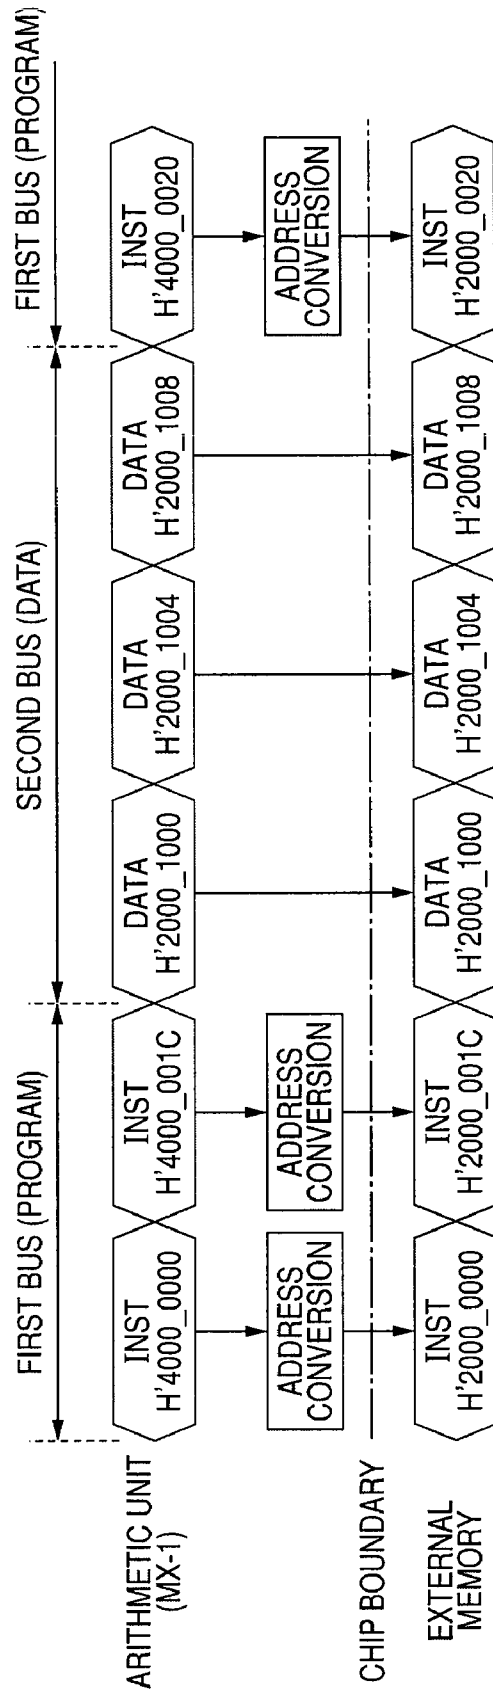 FIRST BUS (PROGRAM)
SECOND BUS (DATA)
FIRST BUS (PROGRAM)
ARITHMETIC UNIT
(MX-1)
INST
H'4000_0000
INST
H'4000_001C
DATA
H'2000_1000
DATA
H'2000_1004
DATA
H'2000_1008
INST
H'4000_0020
ADDRESS
CONVERSION
ADDRESS
CONVERSION
ADDRESS
CONVERSION
CHIP BOUNDARY
EXTERNAL
MEMORY
INST
H'2000_0000
INST
H'2000_001C
DATA
H'2000_1000
DATA
H'2000_1004
DATA
H'2000_1008
INST
H'2000_0020